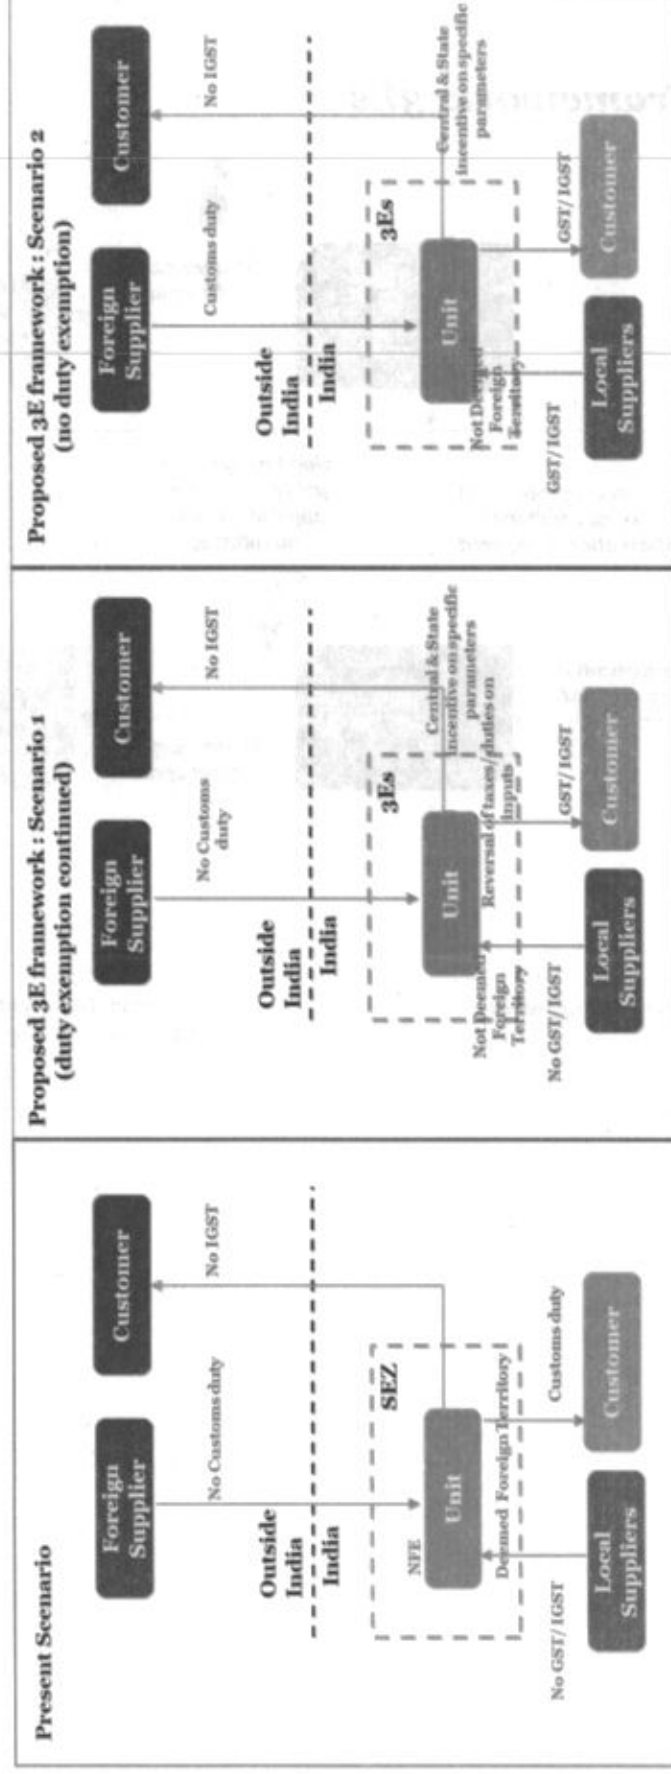 Present Scenario
Foreign
Supplier
Customer
No Customs duty
No IGST
Outside
India
India
SEZ
NFE
Unit
Deemed Foreign Territory
No GST/ IGST
Customs duty
Local
Suppliers
Customer
Proposed 3E framework : Scenario 1
(duty exemption continued)
Foreign
Supplier
Customer
No Customs
duty
No IGST
Outside
India
India
3Es
Central & State
incentive on specific
parameters
Unit
Reversal of taxes/duties on
Inputs
Not Deemed
Foreign
Territory
No GST/ IGST
GST/ IGST
Local
Suppliers
Customer
Proposed 3E framework : Scenario 2
(no duty exemption)
Foreign
Supplier
Customer
Customs duty
No IGST
Outside
India
India
3Es
Central & State
incentive on specific
parameters
Unit
Not Deemed
Foreign
Territory
GST/ IGST
GST/ IGST
Local
Suppliers
Customer